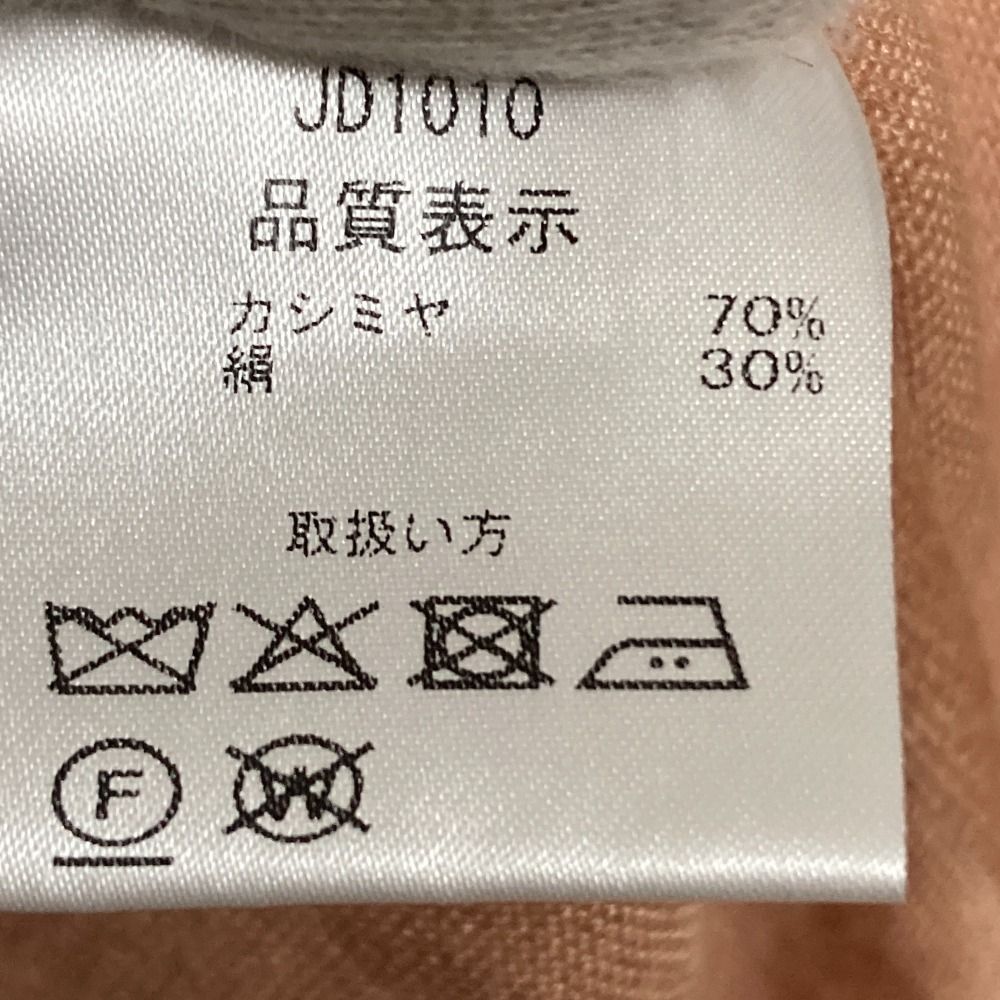 JD1010
品質表示
カシミヤ 70%
絹 30%
取扱い方
F
W